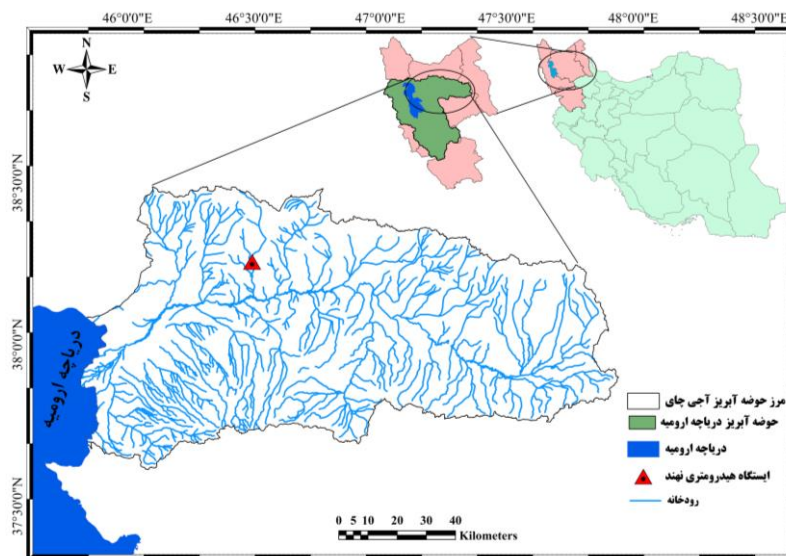 46°0'0"E 46°30'0"E 47°0'0"E 47°30'0"E 48°0'0"E 48°30'0"E
N
W E
S
38°30'0"N
38°0'0"N
37°30'0"N
دریاچه ارومیه
مرز حوضه آبریز آجی چای
حوضه آبریز دریاچه ارومیه
دریاچه ارومیه
ایستگاه هیدرومتری نهند
رودخانه
0 5 10 20 30 40
Kilometers